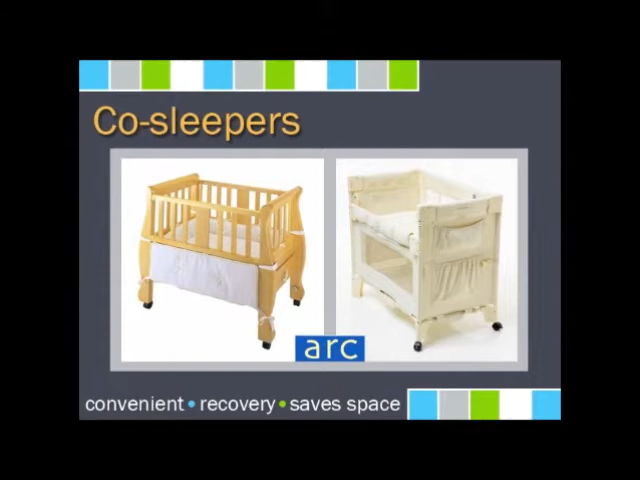 Co-sleepers
arc
convenient • recovery • saves space